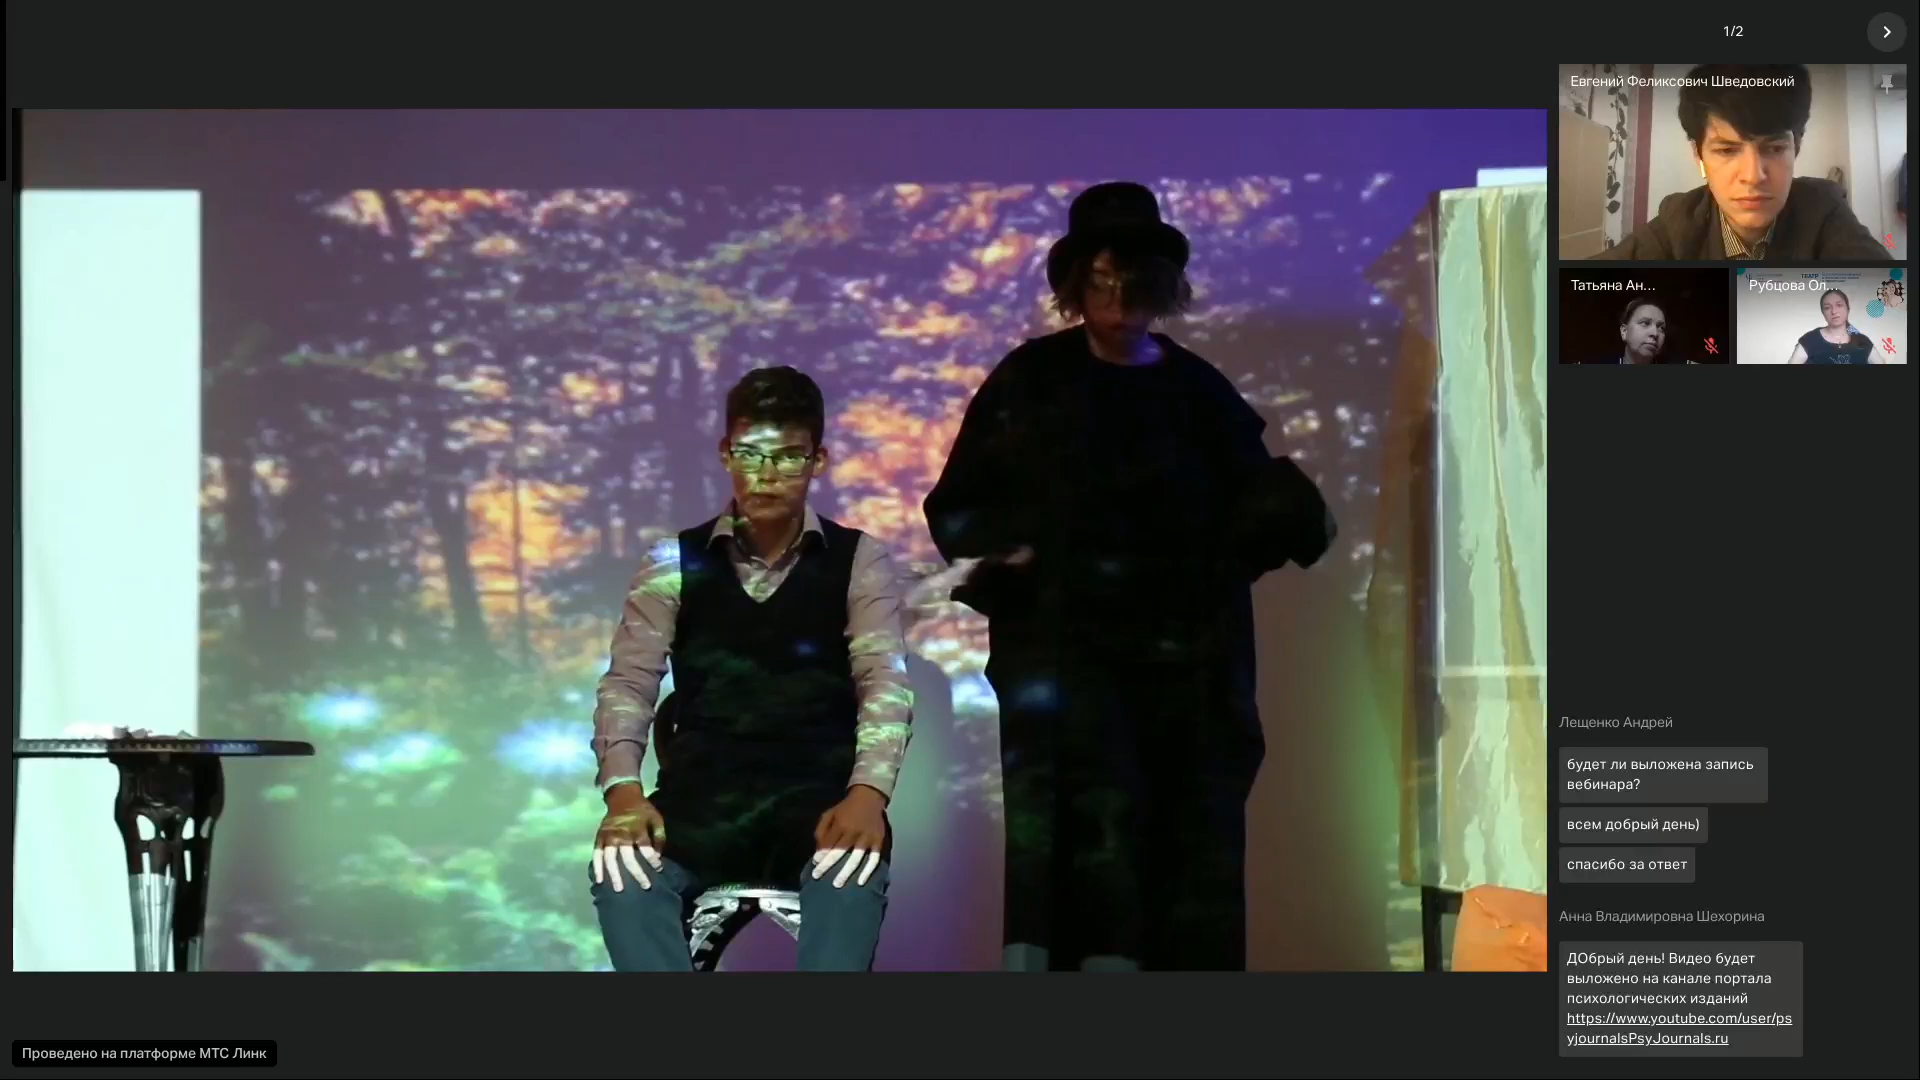 1/2
Евгений Феликсович Шведовский
Татьяна Ан...
Рубцова Ол...
Лещенко Андрей
будет ли выложена запись
вебинара?
всем добрый день)
спасибо за ответ
Анна Владимировна Шехорина
ДОбрый день! Видео будет
выложено на канале портала
психологических изданий
https://www.youtube.com/user/ps
yjournalsPsyJournals.ru
Проведено на платформе МТС Линк